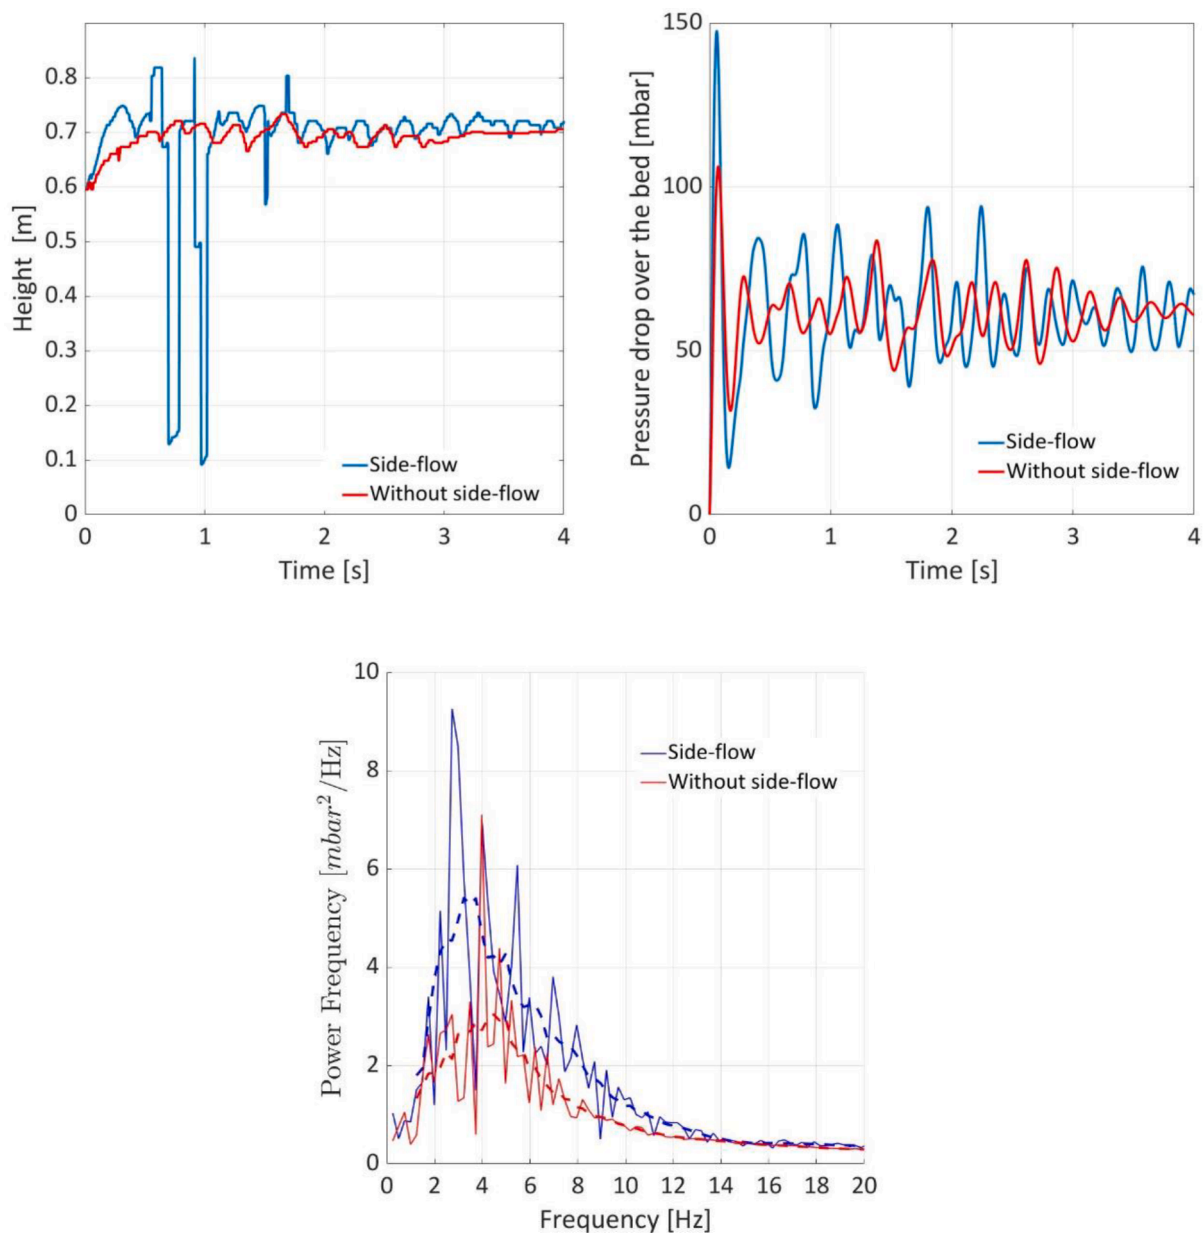 0.8
0.7
0.6
0.5
0.4
0.3
0.2
0.1
0
Height [m]
0 1 2 3 4
Time [s]
Side-flow
Without side-flow
150
100
50
0
Pressure drop over the bed [mbar]
0 1 2 3 4
Time [s]
Side-flow
Without side-flow
10
8
6
4
2
0
Power Frequency [mbar²/Hz]
0 2 4 6 8 10 12 14 16 18 20
Frequency [Hz]
Side-flow
Without side-flow